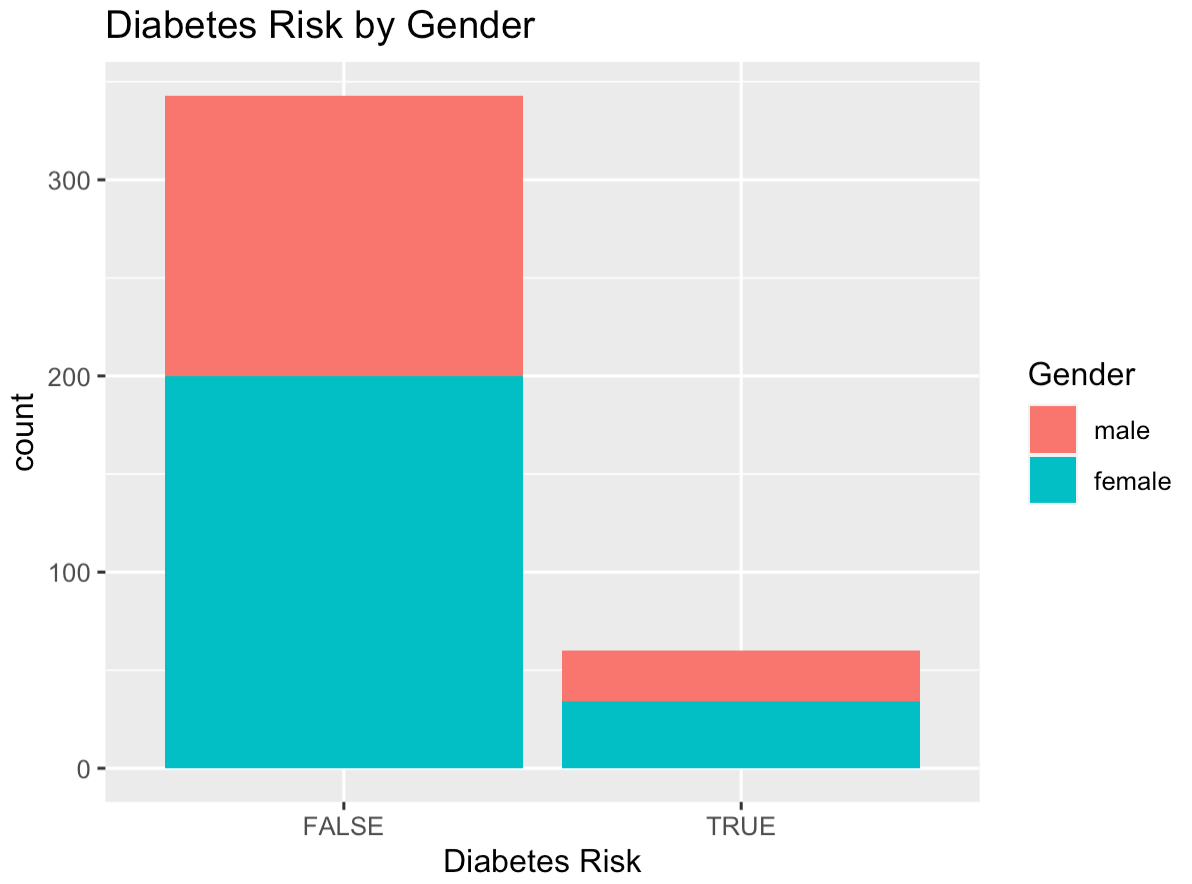 Diabetes Risk by Gender
300
200
100
0
count
FALSE
TRUE
Diabetes Risk
Gender
male
female